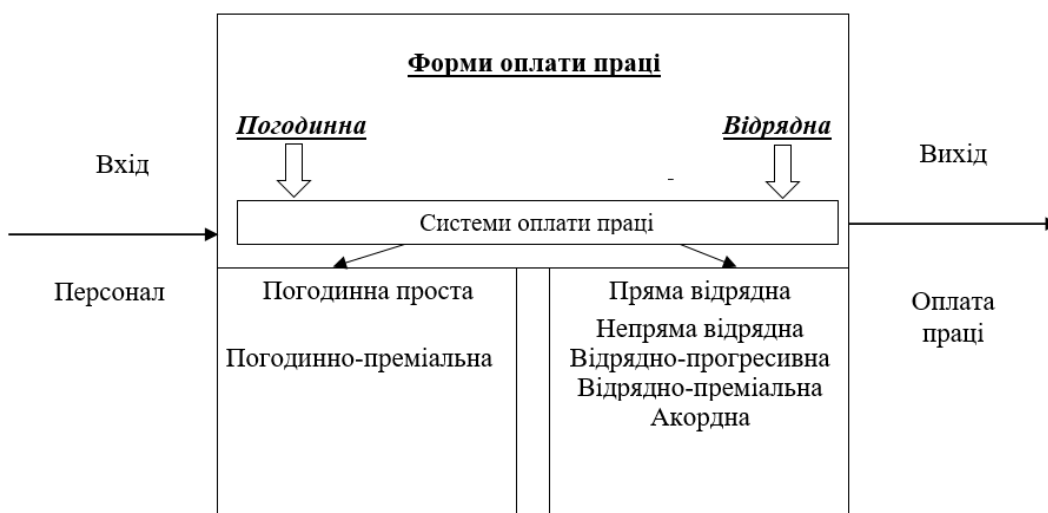 Форми оплати праці
Погодинна
Відрядна
Вхід
Вихід
Системи оплати праці
Персонал
Погодинна проста
Погодинно-преміальна
Пряма відрядна
Непряма відрядна
Відрядно-прогресивна
Відрядно-преміальна
Акордна
Оплата
праці